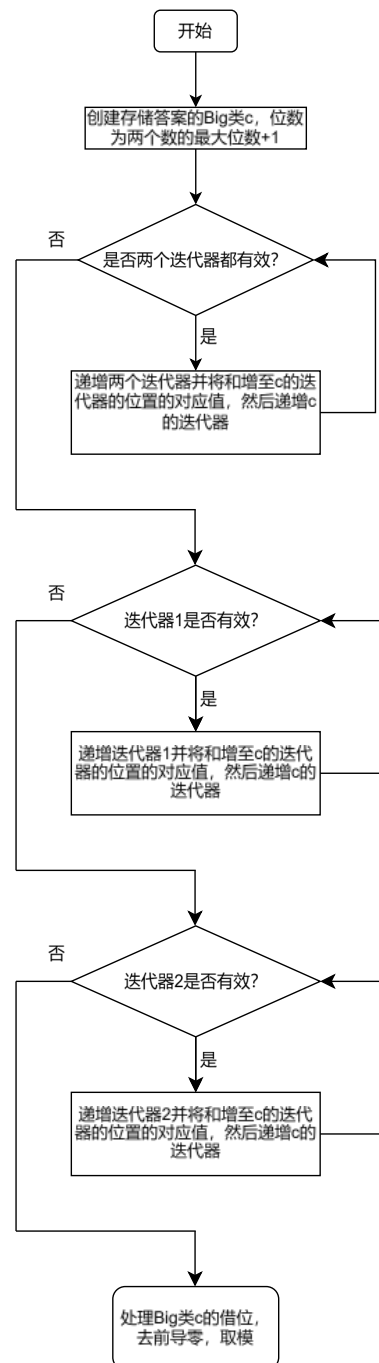 开始
创建存储答案的Big类c，位数
为两个数的最大位数+1
否
是否两个迭代器都有效？
是
递增两个迭代器并将和增至c的迭
代器的位置的对应值，然后递增c
的迭代器
否
迭代器1是否有效？
是
递增迭代器1并将和增至c的迭代
器的位置的对应值，然后递增c的
迭代器
否
迭代器2是否有效？
是
递增迭代器2并将和增至c的迭代
器的位置的对应值，然后递增c的
迭代器
处理Big类c的借位，
去前导零，取模